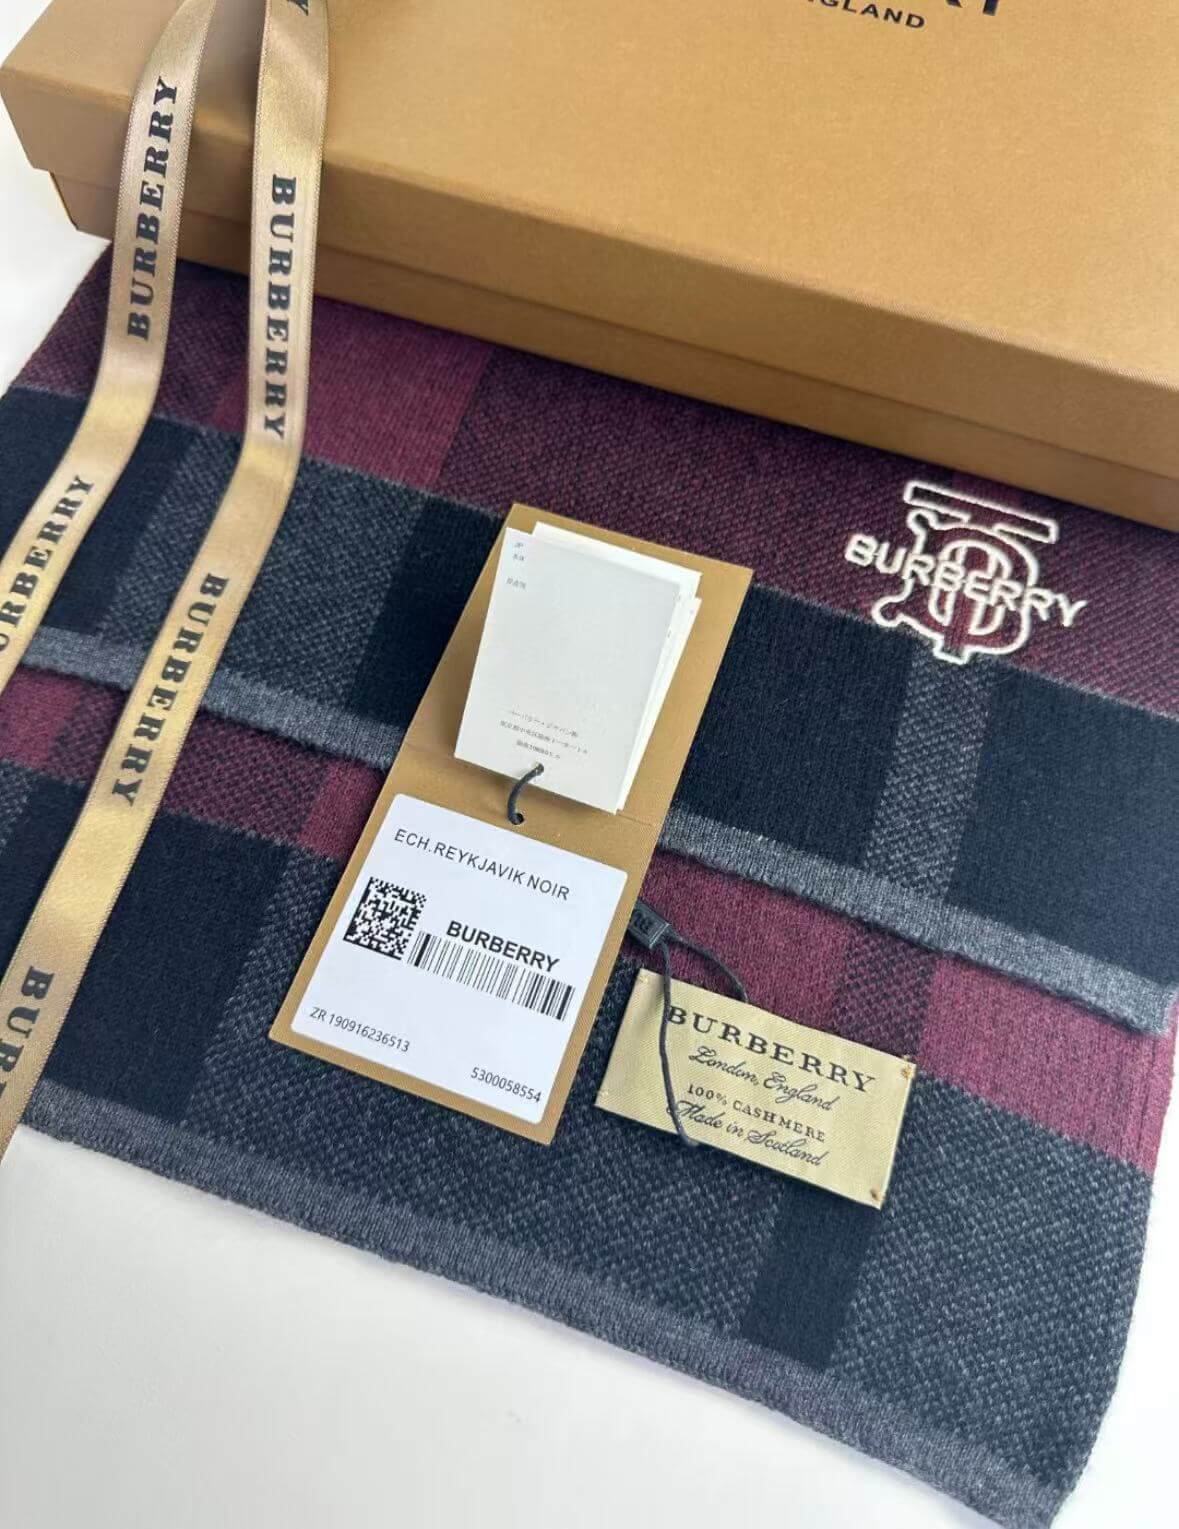 ENGLAND
BURBERRY
BURBERRY
BURBERRY
BURBERRY
BURBERRY
JP
ECH.REYKJAVIK NOIR
BURBERRY
ZR 190916236513
5300058554
BURBERRY
London, England
100% CASHMERE
Made in Scotland